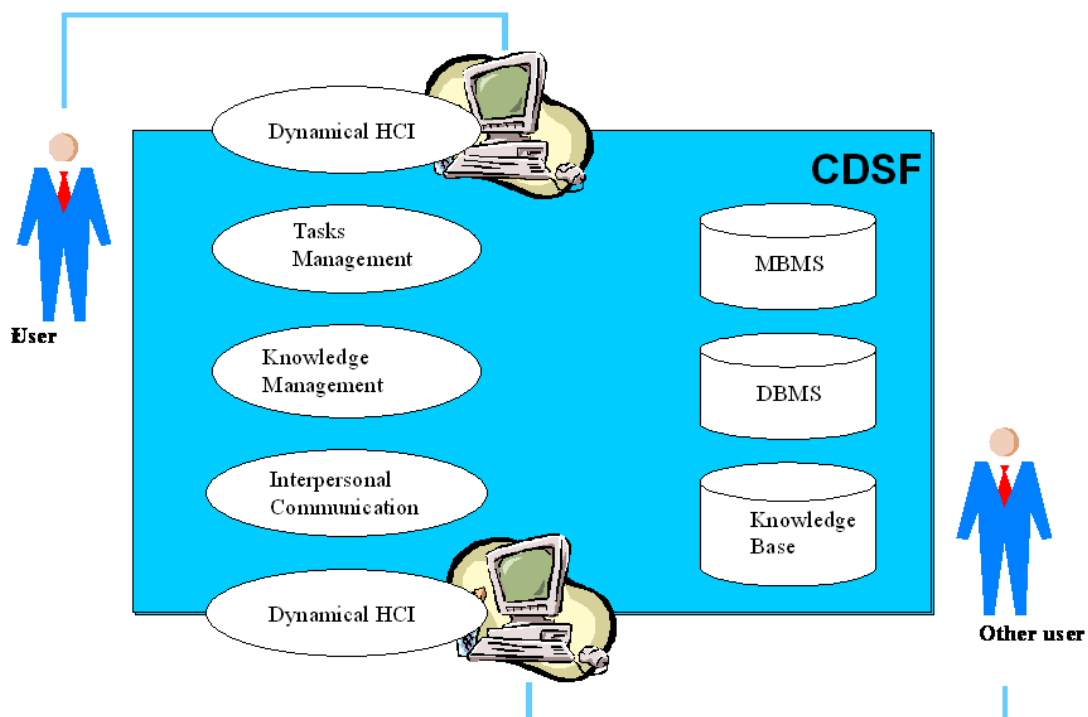 Dynamical HCI
CDSF
Tasks
Management
MBMS
User
Knowledge
Management
DBMS
Interpersonal
Communication
Knowledge
Base
Dynamical HCI
Other user